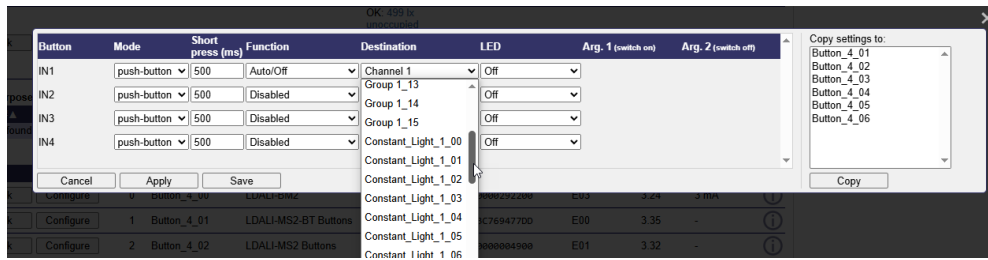 OK: 499 lx
unoccupied
Button Mode Short press (ms) Function Destination LED Arg. 1 (switch on) Arg. 2 (switch off)
IN1 push-button 500 Auto/Off Channel 1 Off
IN2 push-button 500 Disabled Off
IN3 push-button 500 Disabled Off
IN4 push-button 500 Disabled Off
Group 1_13
Group 1_14
Group 1_15
Constant_Light_1_00
Constant_Light_1_01
Constant_Light_1_02
Constant_Light_1_03
Constant_Light_1_04
Constant_Light_1_05
Constant_Light_1_06
Cancel Apply Save
Copy settings to:
Button_4_01
Button_4_02
Button_4_03
Button_4_04
Button_4_05
Button_4_06
Copy
Configure 0 Button_4_00 LDALI-BM2 0000292200 E03 3.24 3 mA
Configure 1 Button_4_01 LDALI-MS2-BT Buttons 3C769477DD E00 3.35 -
Configure 2 Button_4_02 LDALI-MS2 Buttons 0000004900 E01 3.32 -